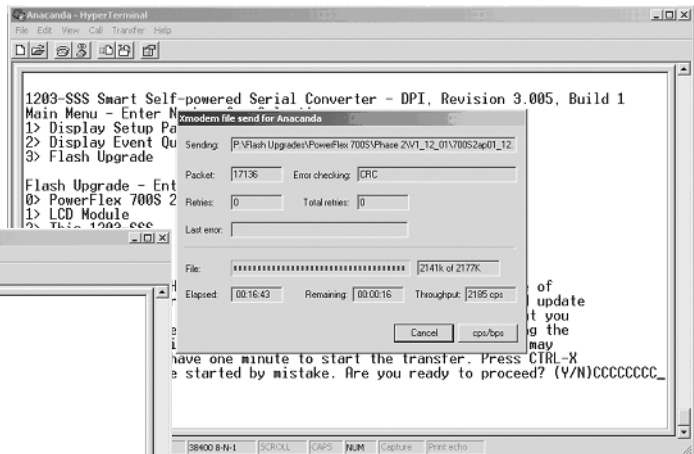 Anacanda - HyperTerminal
File Edit View Call Transfer Help
1203-SSS Smart Self-powered Serial Converter - DPI, Revision 3.005, Build 1
Main Menu - Enter
1> Display Setup Pa
2> Display Event Qu
3> Flash Upgrade
Flash Upgrade - Ent
0> PowerFlex 700S 2
1> LCD Module
2> This 1203-SSS
Xmodem file send for Anacanda
Sending: P:\Flash Upgrades\PowerFlex 700S\Phase 2\V1_12_01\700S2ap01_12.
Packet: 17136 Error checking: CRC
Retries: 0 Total retries: 0
Last error:
File: 2141k of 2177K
Elapsed: 00:16:43 Remaining: 00:00:16 Throughput: 2185 cps
Cancel cps/bps
of
update
t you
g the
may
have one minute to start the transfer. Press CTRL-X
e started by mistake. Are you ready to proceed? (Y/N)CCCCCCCC_
38400 8-N-1 SCROLL CAPS NUM Capture Print echo